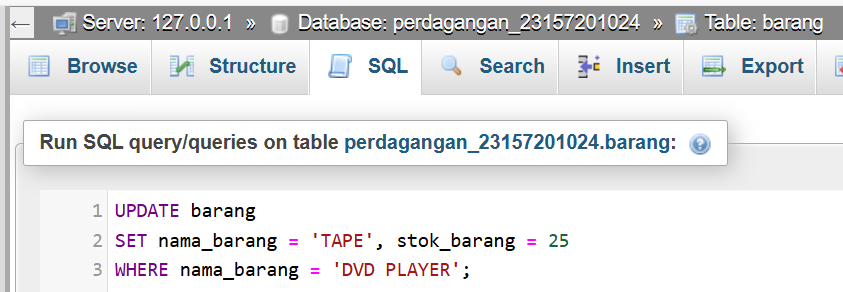 Server: 127.0.0.1 » Database: perdagangan_23157201024 » Table: barang
Browse Structure SQL Search Insert Export
Run SQL query/queries on table perdagangan_23157201024.barang:
1 UPDATE barang
2 SET nama_barang = 'TAPE', stok_barang = 25
3 WHERE nama_barang = 'DVD PLAYER';